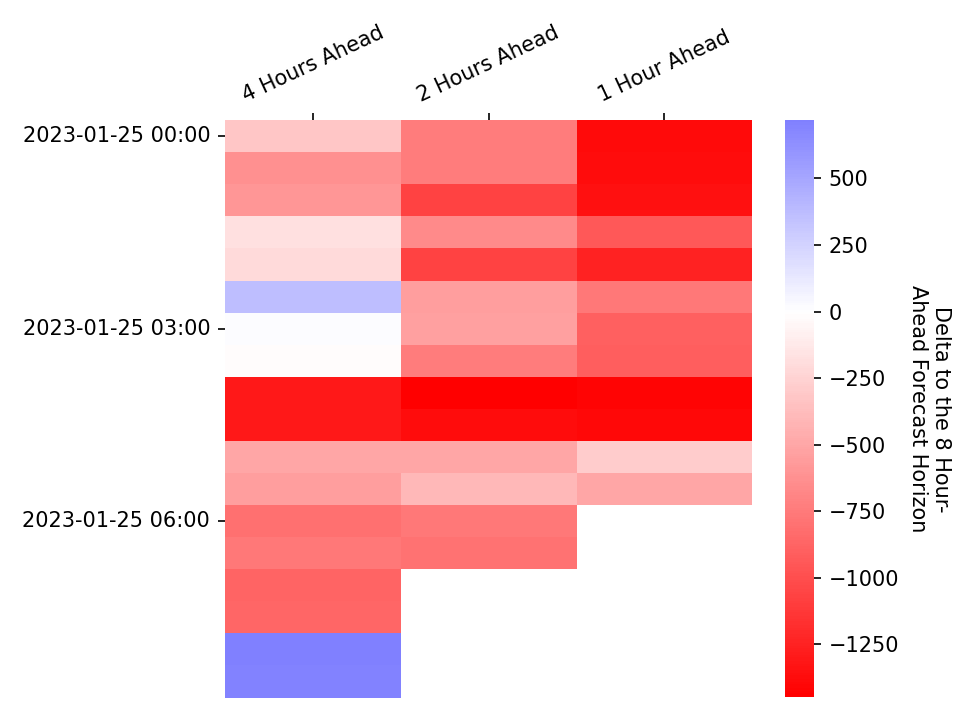 4 Hours Ahead
2 Hours Ahead
1 Hour Ahead
2023-01-25 00:00
2023-01-25 03:00
2023-01-25 06:00
500
250
0
−250
−500
−750
−1000
−1250
Delta to the 8 Hour-
Ahead Forecast Horizon